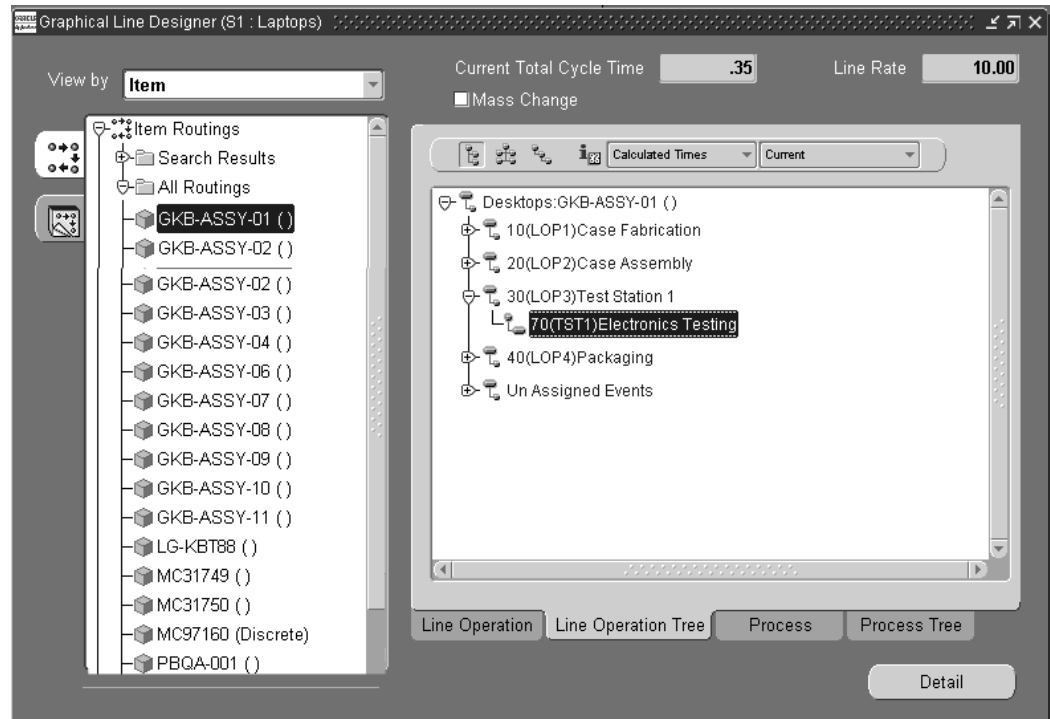 Graphical Line Designer (S1 : Laptops)
View by
Item
Current Total Cycle Time .35
Line Rate 10.00
Mass Change
Item Routings
Search Results
All Routings
GKB-ASSY-01 ( )
GKB-ASSY-02 ( )
GKB-ASSY-02 ( )
GKB-ASSY-03 ( )
GKB-ASSY-04 ( )
GKB-ASSY-06 ( )
GKB-ASSY-07 ( )
GKB-ASSY-08 ( )
GKB-ASSY-09 ( )
GKB-ASSY-10 ( )
GKB-ASSY-11 ( )
LG-KBT88 ( )
MC31749 ( )
MC31750 ( )
MC97160 (Discrete)
PBQA-001 ( )
Calculated Times
Current
Desktops:GKB-ASSY-01 ( )
10(LOP1)Case Fabrication
20(LOP2)Case Assembly
30(LOP3)Test Station 1
70(TST1)Electronics Testing
40(LOP4)Packaging
Un Assigned Events
Line Operation
Line Operation Tree
Process
Process Tree
Detail